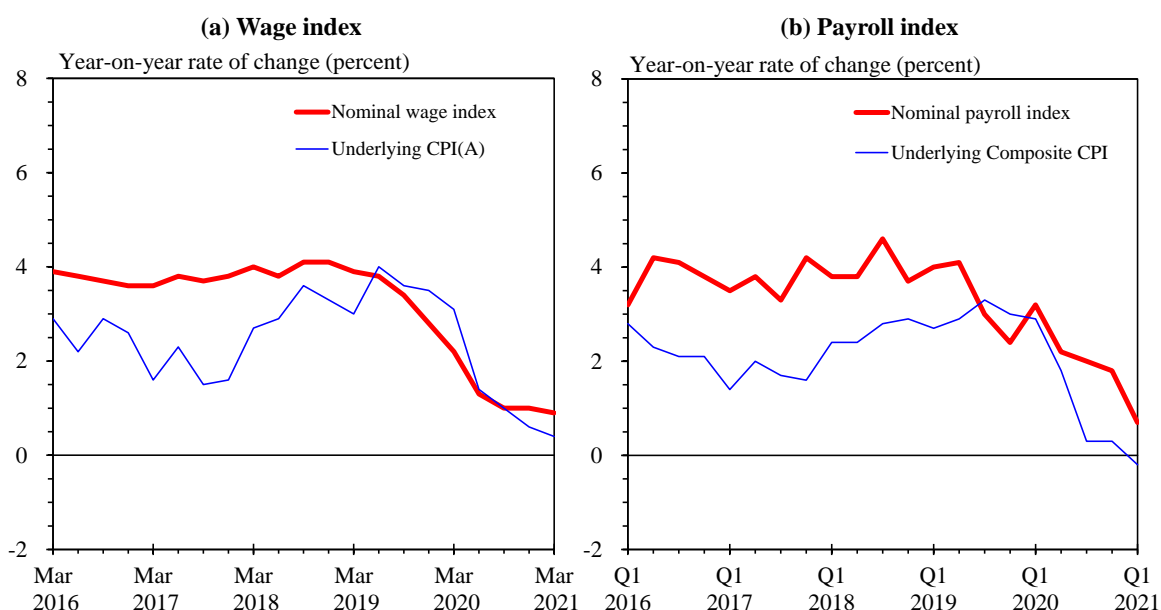 (a) Wage index
Year-on-year rate of change (percent)
8
6
4
2
0
-2
Nominal wage index
Underlying CPI(A)
Mar Mar Mar Mar Mar Mar
2016 2017 2018 2019 2020 2021
(b) Payroll index
Year-on-year rate of change (percent)
8
6
4
2
0
-2
Nominal payroll index
Underlying Composite CPI
Q1 Q1 Q1 Q1 Q1 Q1
2016 2017 2018 2019 2020 2021